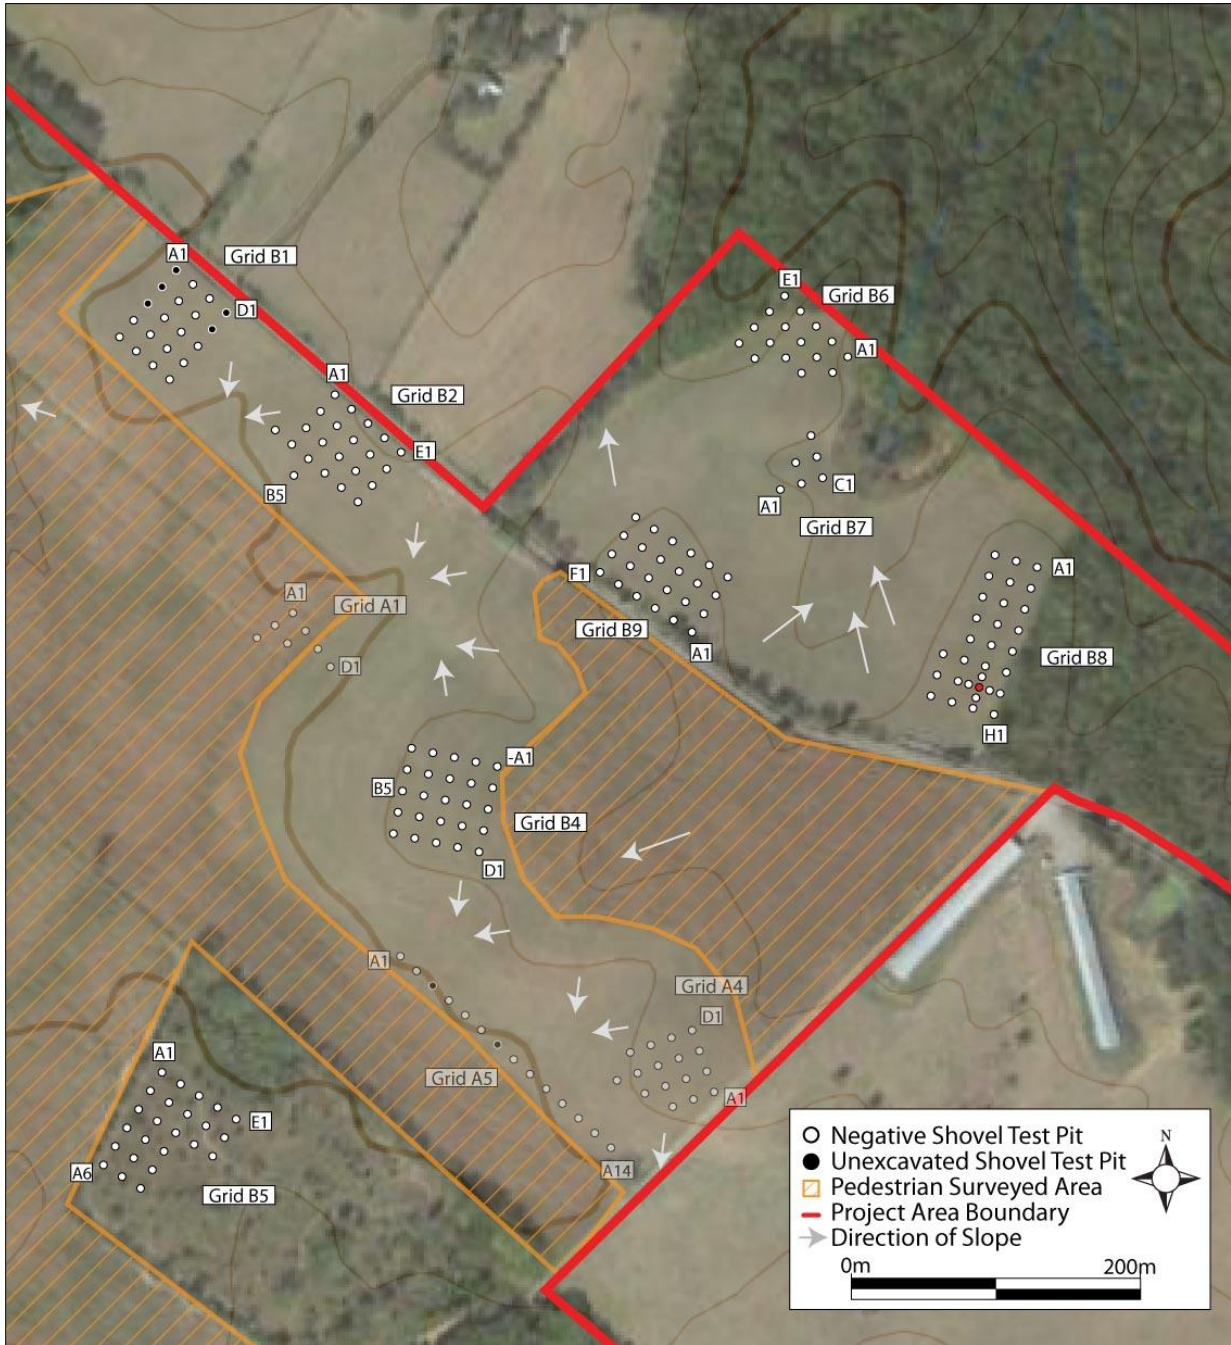 A1
Grid B1
D1
A1
Grid B2
E1
B5
E1
Grid B6
A1
A1
C1
Grid B7
F1
Grid B9
A1
A1
Grid B8
H1
A1
Grid A1
D1
-A1
B5
Grid B4
D1
A1
Grid A4
D1
Grid A5
A1
A14
A1
E1
A6
Grid B5
Negative Shovel Test Pit
Unexcavated Shovel Test Pit
Pedestrian Surveyed Area
Project Area Boundary
Direction of Slope
N
0m 200m